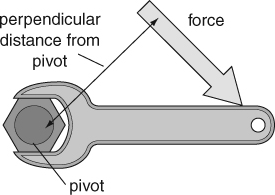 perpendicular
distance from
pivot
force
pivot